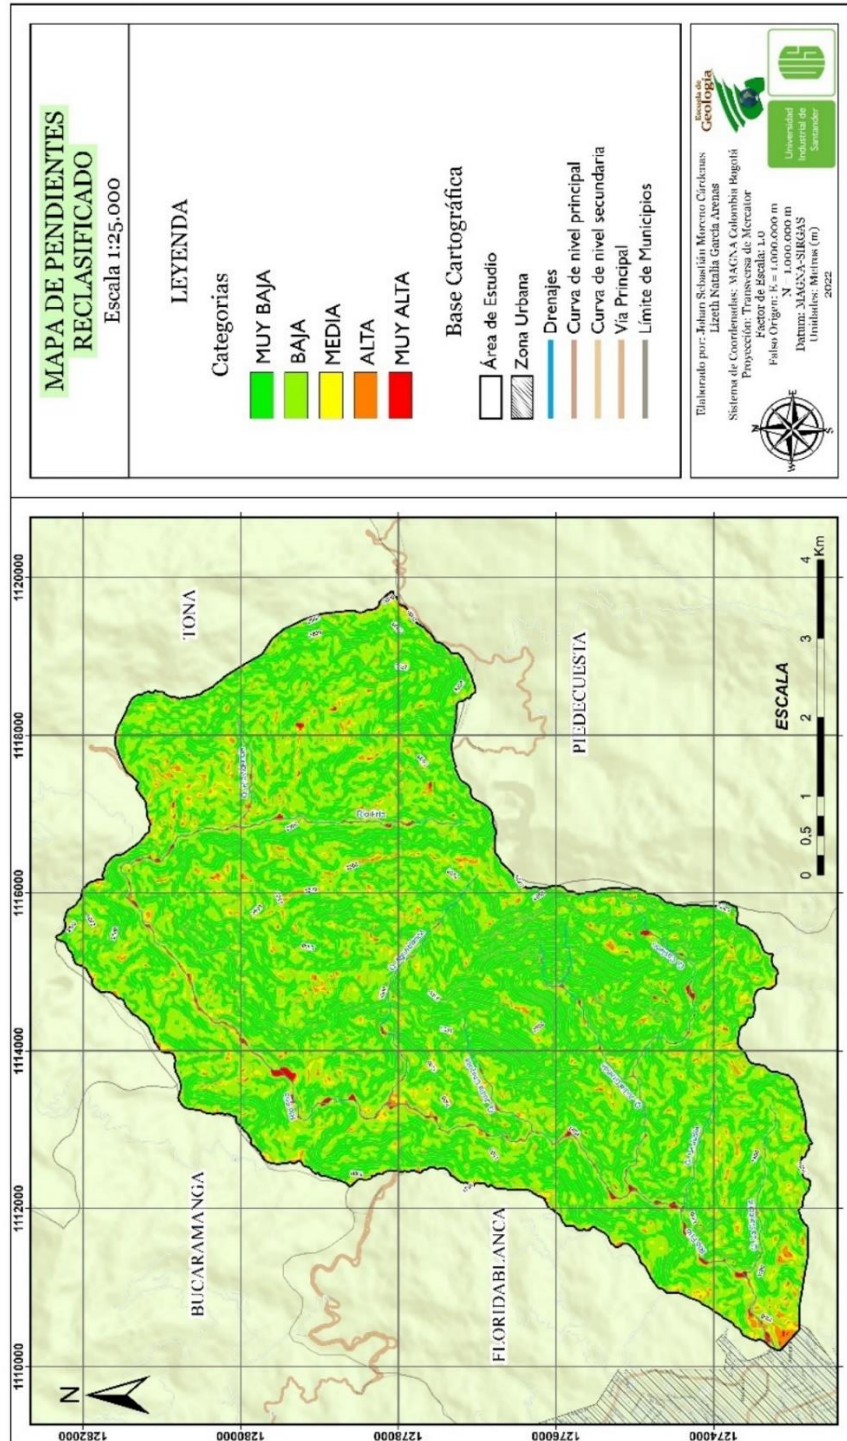 MAPA DE PENDIENTES
RECLASIFICADO
Escala 1:25.000
LEYENDA
Categorias
MUY BAJA
BAJA
MEDIA
ALTA
MUY ALTA
Base Cartográfica
Área de Estudio
Zona Urbana
Drenajes
Curva de nivel principal
Curva de nivel secundaria
Vía Principal
Límite de Municipios
Elaborado por: Johan Sebastián Moreno Cárdenas
Lizeth Natalia García Arenas
Sistema de Coordenadas: MAGNA Colombia Bogotá
Proyección: Transversa de Mercator
Factor de Escala: 1.0
Falso Origen: E = 1.000.000 m
N = 1.000.000 m
Datum: MAGNA-SIRGAS
Unidades: Metros (m)
2022
Escuela de
Geología
Universidad
Industrial de
Santander
UIS
N
E
S
W
N
1110000
1112000
1114000
1116000
1118000
1120000
1282000
1280000
1278000
1276000
1274000
BUCARAMANGA
TONA
FLORIDABLANCA
PIEDECUESTA
ESCALA
0 0.5 1 2 3 4
Km